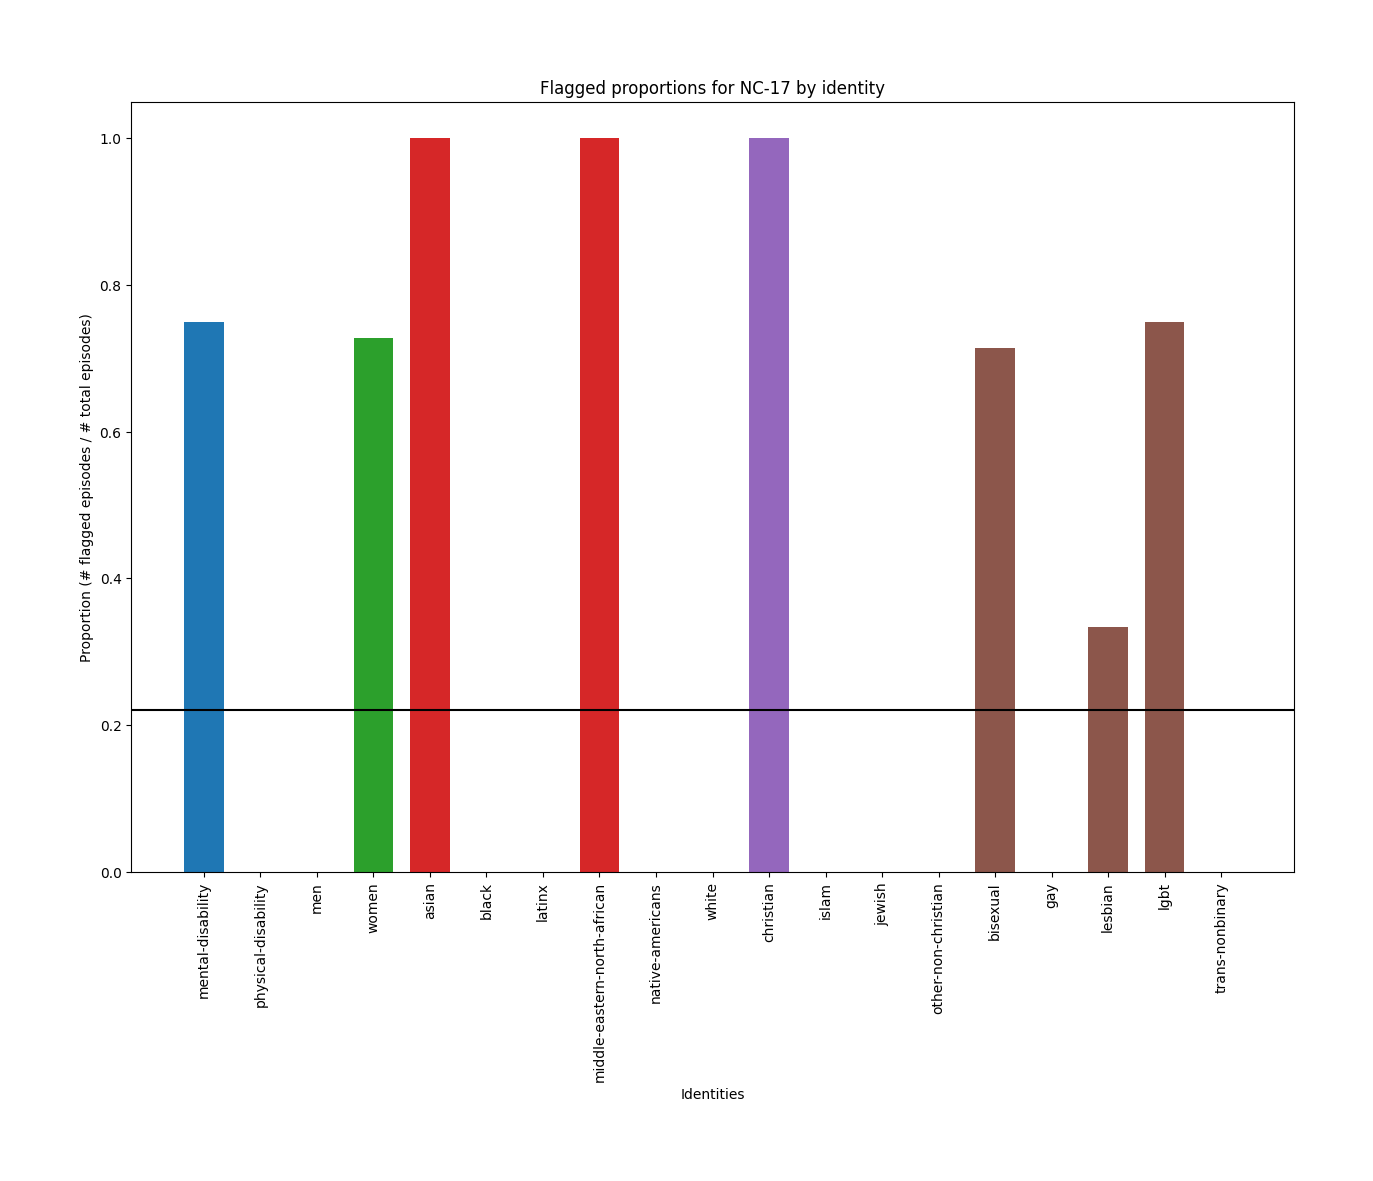 Flagged proportions for NC-17 by identity
Proportion (# flagged episodes / # total episodes)
1.0
0.8
0.6
0.4
0.2
0.0
mental-disability
physical-disability
men
women
asian
black
latinx
middle-eastern-north-african
native-americans
white
christian
islam
jewish
other-non-christian
bisexual
gay
lesbian
lgbt
trans-nonbinary
Identities